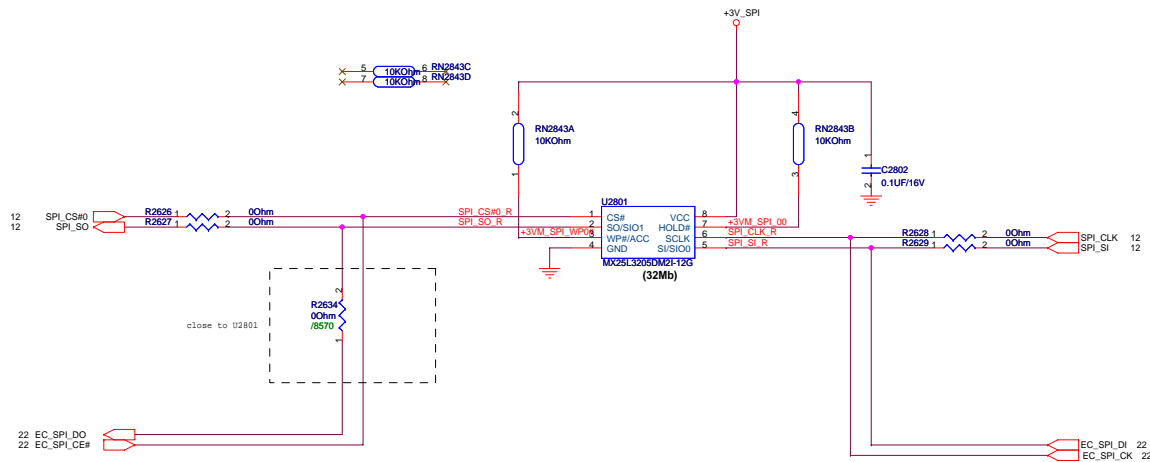 +3V_SPI
5 10KOhm 6 RN2843C
7 10KOhm 8 RN2843D
2 RN2843A 10KOhm 1
4 RN2843B 10KOhm 3
1 C2802 0.1UF/16V 2
12 SPI_CS#0 R2626 1 2 0Ohm SPI_CS#0_R
12 SPI_SO R2627 1 2 0Ohm SPI_SO_R
+3VM_SPI_WP0
U2801
1 CS# VCC 8
2 SO/SIO1 HOLD# 7 +3VM_SPI_00
3 WP#/ACC SCLK 6 SPI_CLK_R R2628 1 2 0Ohm SPI_CLK 12
4 GND SI/SIO0 5 SPI_SI_R R2629 1 2 0Ohm SPI_SI 12
MX25L3205DM2I-12G
(32Mb)
close to U2801
2
R2634
0Ohm
/8570
1
22 EC_SPI_DO
22 EC_SPI_CE#
EC_SPI_DI 22
EC_SPI_CK 22